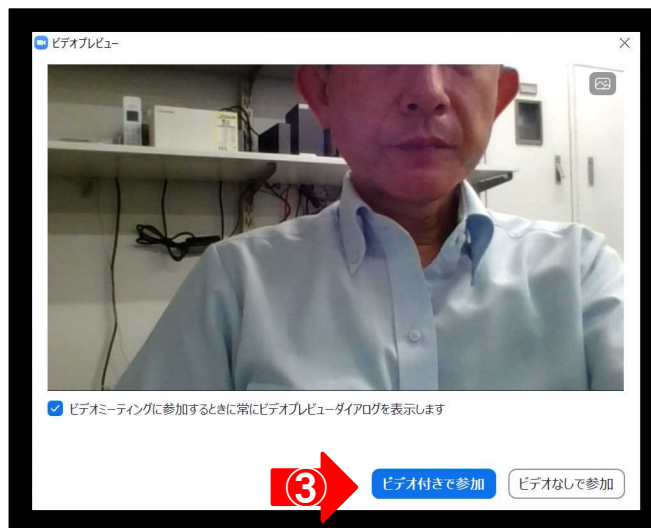 ビデオプレビュー
ビデオミーティングに参加するときに常にビデオプレビューダイアログを表示します
③
ビデオ付きで参加
ビデオなしで参加